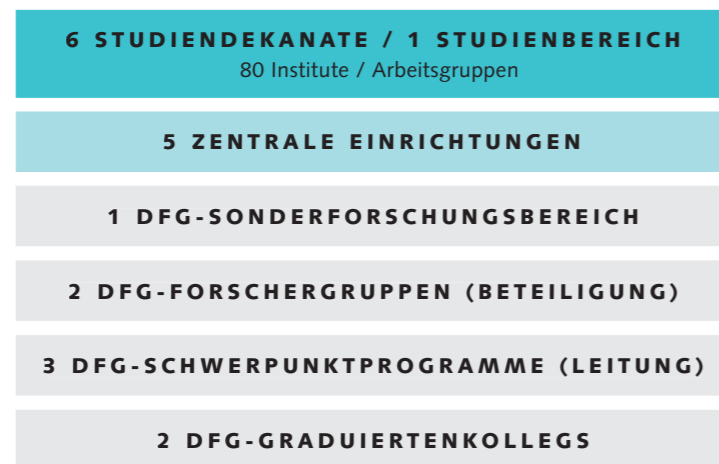 6 STUDIENDEKANATE / 1 STUDIENBEREICH
80 Institute / Arbeitsgruppen
5 ZENTRALE EINRICHTUNGEN
1 DFG-SONDERFORSCHUNGSBEREICH
2 DFG-FORSCHERGRUPPEN (BETEILIGUNG)
3 DFG-SCHWERPUNKTPROGRAMME (LEITUNG)
2 DFG-GRADUIERTENKOLLEGS